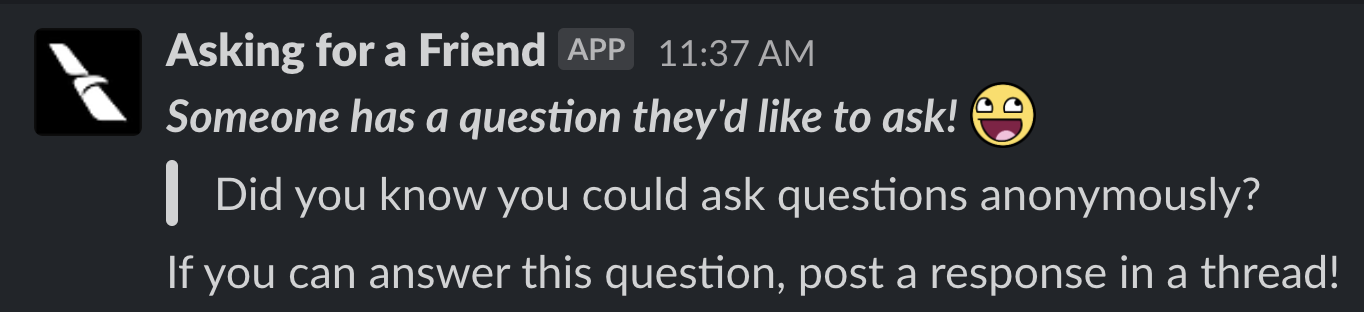 Asking for a Friend APP 11:37 AM
Someone has a question they'd like to ask!
Did you know you could ask questions anonymously?
If you can answer this question, post a response in a thread!